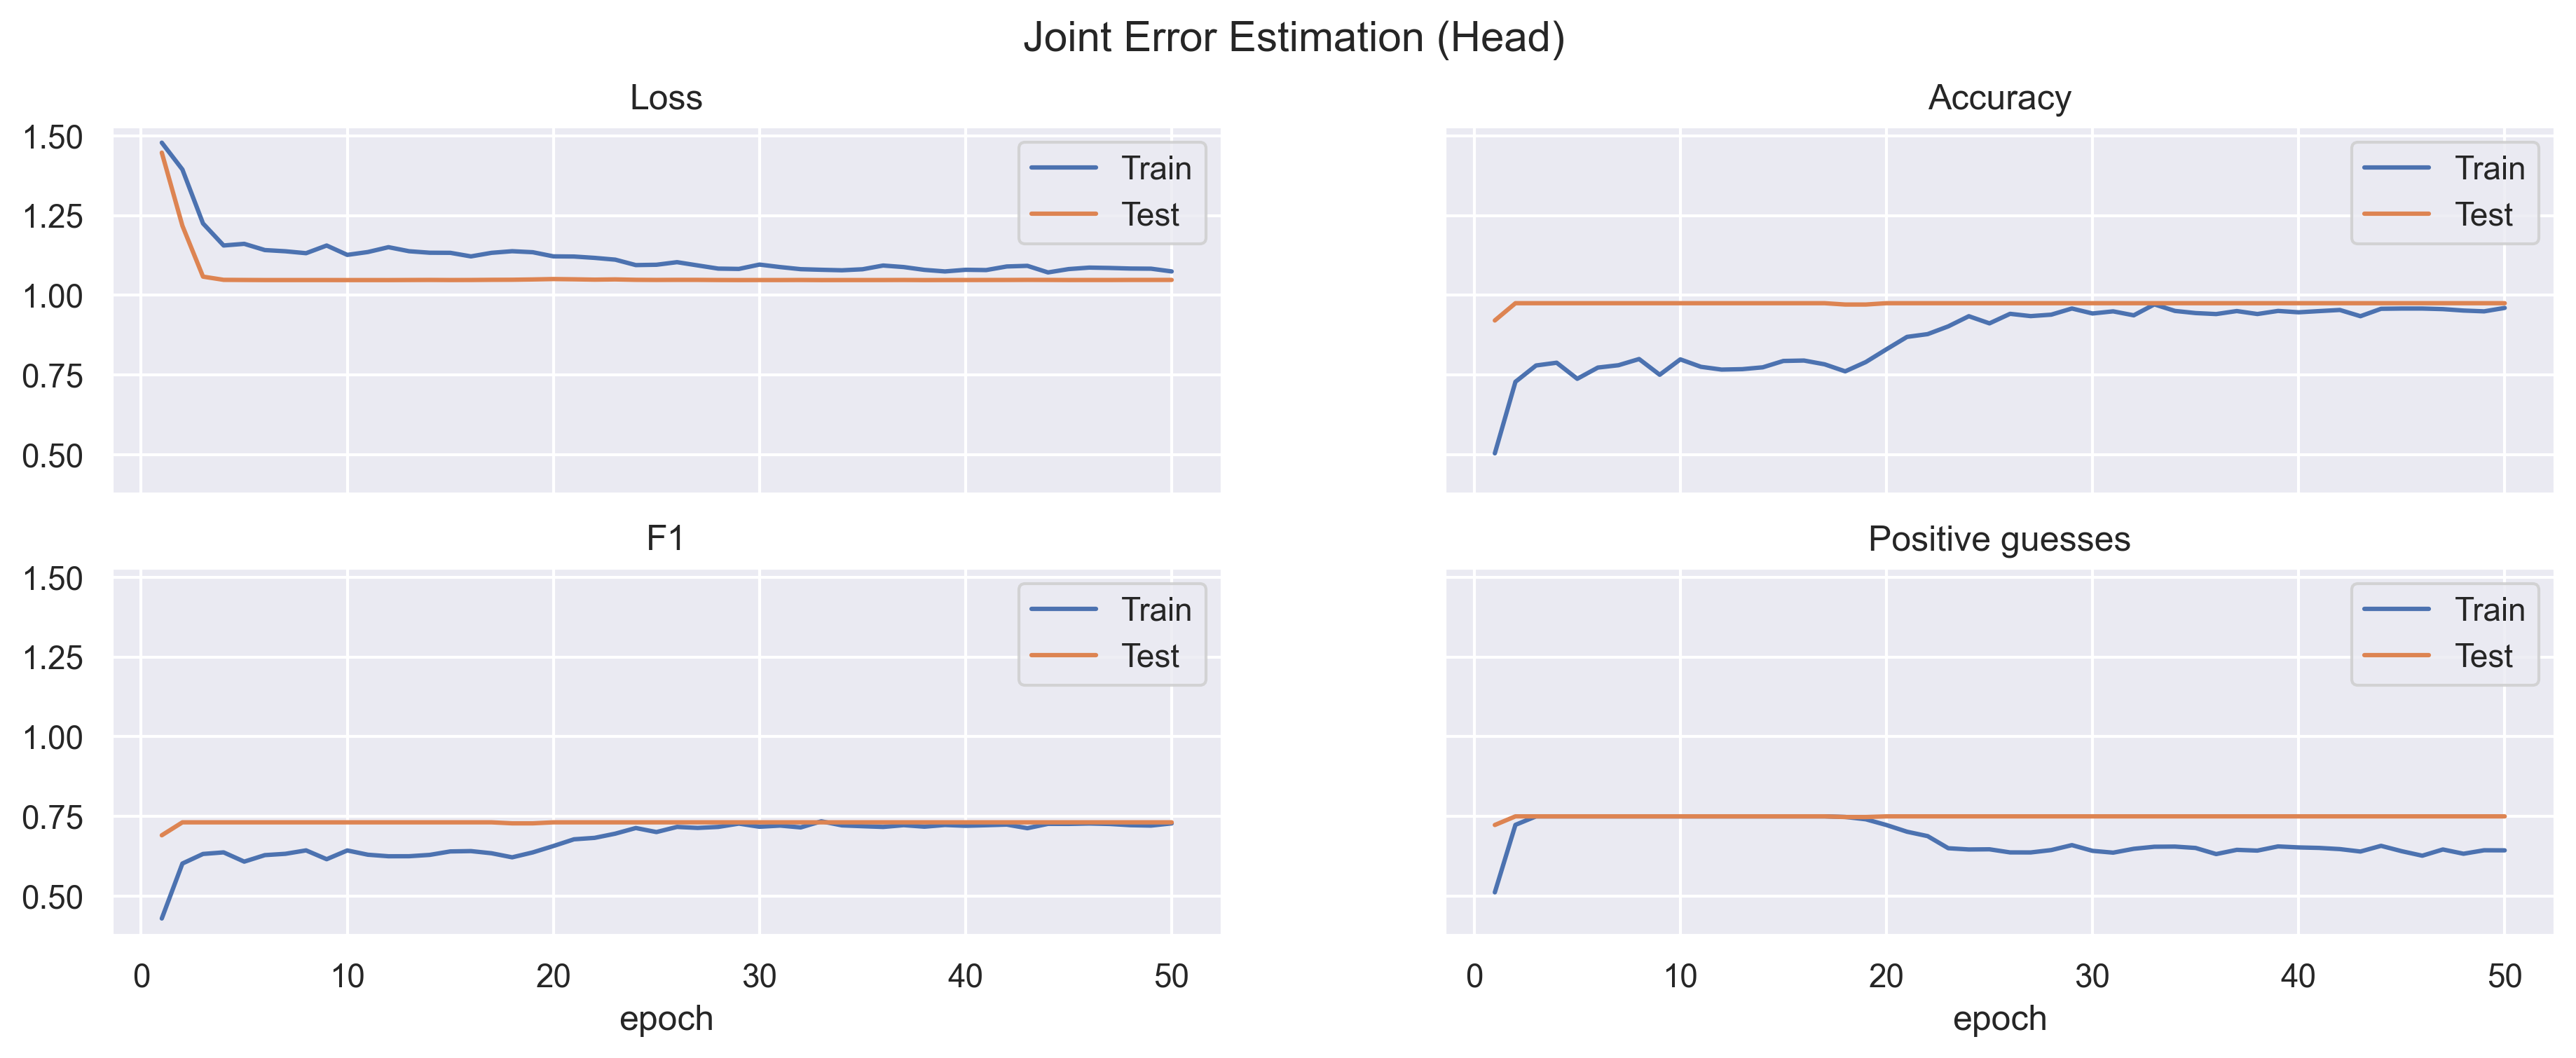 Joint Error Estimation (Head)
Loss
1.50
1.25
1.00
0.75
0.50
Train
Test
Accuracy
Train
Test
F1
1.50
1.25
1.00
0.75
0.50
Train
Test
0 10 20 30 40 50
epoch
Positive guesses
Train
Test
0 10 20 30 40 50
epoch